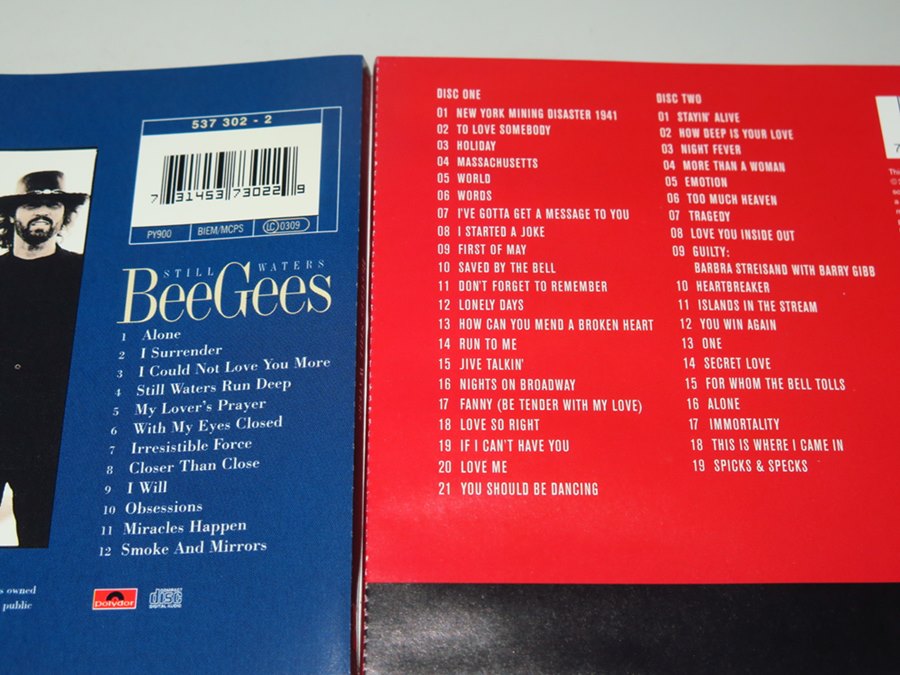 537 302 - 2
7 31453 73022 9
PY900 BIEM/MCPS LC 0309
STILL WATERS
BeeGees
1 Alone
2 I Surrender
3 I Could Not Love You More
4 Still Waters Run Deep
5 My Lover's Prayer
6 With My Eyes Closed
7 Irresistible Force
8 Closer Than Close
9 I Will
10 Obsessions
11 Miracles Happen
12 Smoke And Mirrors
owned
public
Polydor
COMPACT
disc
DIGITAL AUDIO
DISC ONE
01 NEW YORK MINING DISASTER 1941
02 TO LOVE SOMEBODY
03 HOLIDAY
04 MASSACHUSETTS
05 WORLD
06 WORDS
07 I'VE GOTTA GET A MESSAGE TO YOU
08 I STARTED A JOKE
09 FIRST OF MAY
10 SAVED BY THE BELL
11 DON'T FORGET TO REMEMBER
12 LONELY DAYS
13 HOW CAN YOU MEND A BROKEN HEART
14 RUN TO ME
15 JIVE TALKIN'
16 NIGHTS ON BROADWAY
17 FANNY (BE TENDER WITH MY LOVE)
18 LOVE SO RIGHT
19 IF I CAN'T HAVE YOU
20 LOVE ME
21 YOU SHOULD BE DANCING
DISC TWO
01 STAYIN' ALIVE
02 HOW DEEP IS YOUR LOVE
03 NIGHT FEVER
04 MORE THAN A WOMAN
05 EMOTION
06 TOO MUCH HEAVEN
07 TRAGEDY
08 LOVE YOU INSIDE OUT
09 GUILTY:
BARBRA STREISAND WITH BARRY GIBB
10 HEARTBREAKER
11 ISLANDS IN THE STREAM
12 YOU WIN AGAIN
13 ONE
14 SECRET LOVE
15 FOR WHOM THE BELL TOLLS
16 ALONE
17 IMMORTALITY
18 THIS IS WHERE I CAME IN
19 SPICKS & SPECKS
7